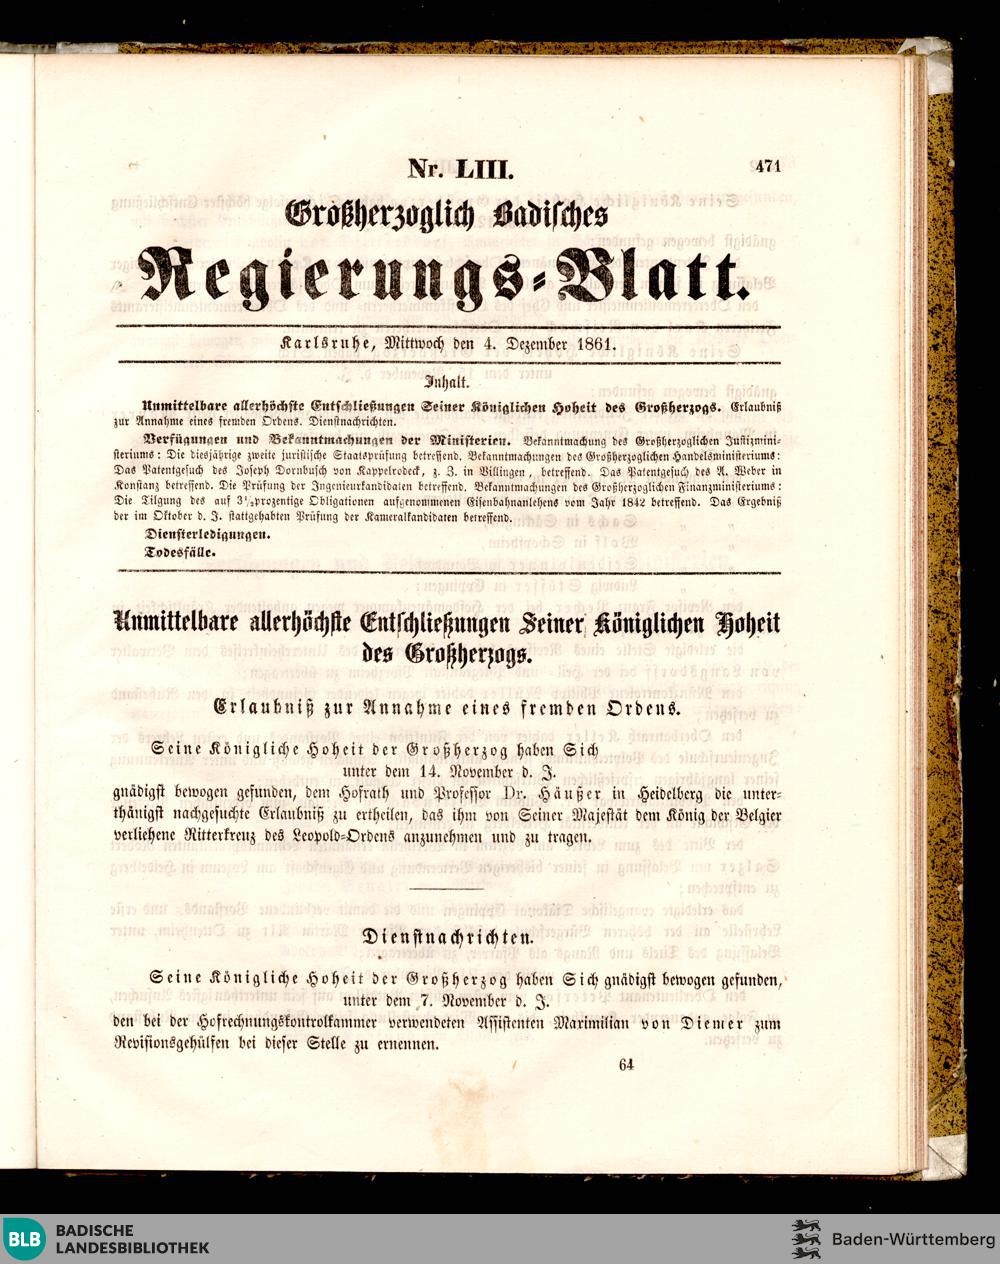 Nr. LIII. 471
Großherzoglich Badisches
Regierungs-Blatt.
Karlsruhe, Mittwoch den 4. Dezember 1861.
Inhalt.
Unmittelbare allerhöchste Entschließungen Seiner Königlichen Hoheit des Großherzogs. Erlaubniß
zur Annahme eines fremden Ordens. Dienstnachrichten.
Verfügungen und Bekanntmachungen der Ministerien. Bekanntmachung des Großherzoglichen Justizmini-
steriums: Die diesjährige zweite juristische Staatsprüfung betreffend. Bekanntmachungen des Großherzoglichen Handelsministeriums:
Das Patentgesuch des Joseph Dornbusch von Kappelrodeck, z. Z. in Villingen, betreffend. Das Patentgesuch des A. Weber in
Konstanz betreffend. Die Prüfung der Ingenieurkandidaten betreffend. Bekanntmachungen des Großherzoglichen Finanzministeriums:
Die Tilgung des auf 3½prozentige Obligationen aufgenommenen Eisenbahnanlehens vom Jahr 1842 betreffend. Das Ergebniß
der im Oktober d. J. stattgehabten Prüfung der Kameralkandidaten betreffend.
Diensterledigungen.
Todesfälle.
Unmittelbare allerhöchste Entschließungen Seiner Königlichen Hoheit
des Großherzogs.
Erlaubniß zur Annahme eines fremden Ordens.
Seine Königliche Hoheit der Großherzog haben Sich
unter dem 14. November d. J.
gnädigst bewogen gefunden, dem Hofrath und Professor Dr. Häußer in Heidelberg die unter-
thänigst nachgesuchte Erlaubniß zu ertheilen, das ihm von Seiner Majestät dem König der Belgier
verliehene Ritterkreuz des Leopold-Ordens anzunehmen und zu tragen.
Dienstnachrichten.
Seine Königliche Hoheit der Großherzog haben Sich gnädigst bewogen gefunden,
unter dem 7. November d. J.
den bei der Hofrechnungskontrolkammer verwendeten Assistenten Maximilian von Diemer zum
Revisionsgehülfen bei dieser Stelle zu ernennen.
64
BLB BADISCHE
LANDESBIBLIOTHEK
Baden-Württemberg